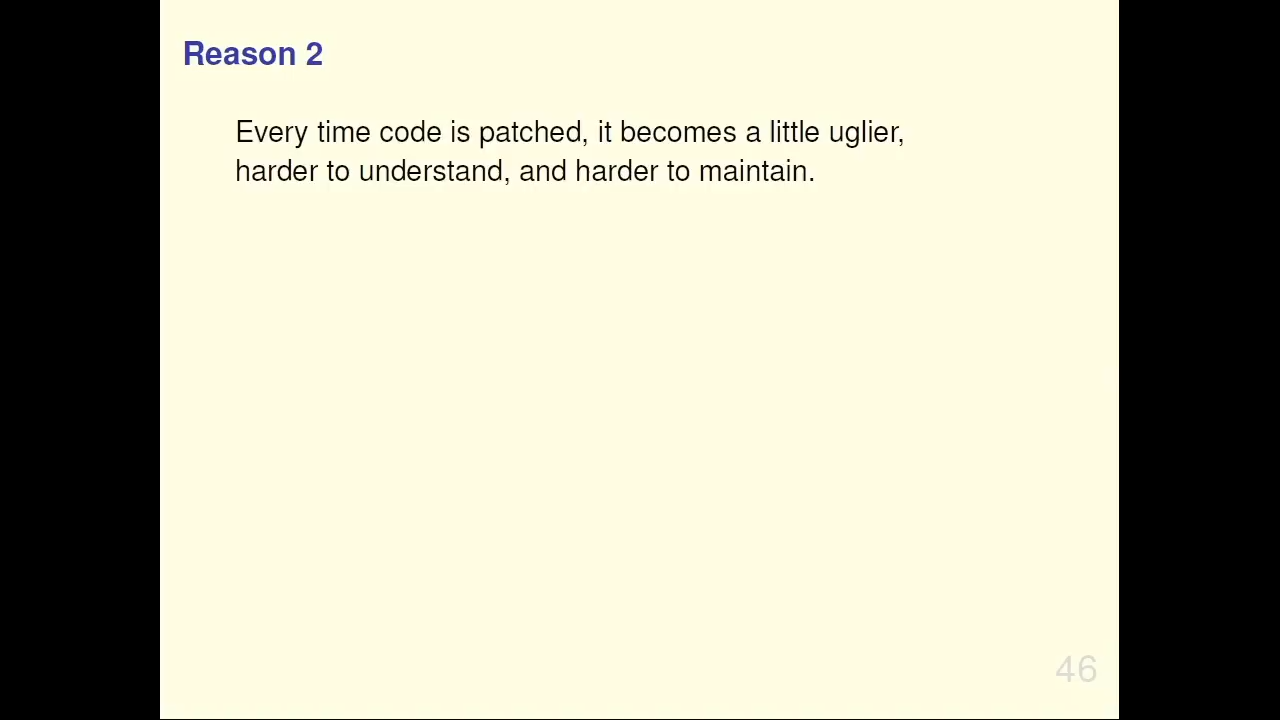 Reason 2
Every time code is patched, it becomes a little uglier,
harder to understand, and harder to maintain.
46